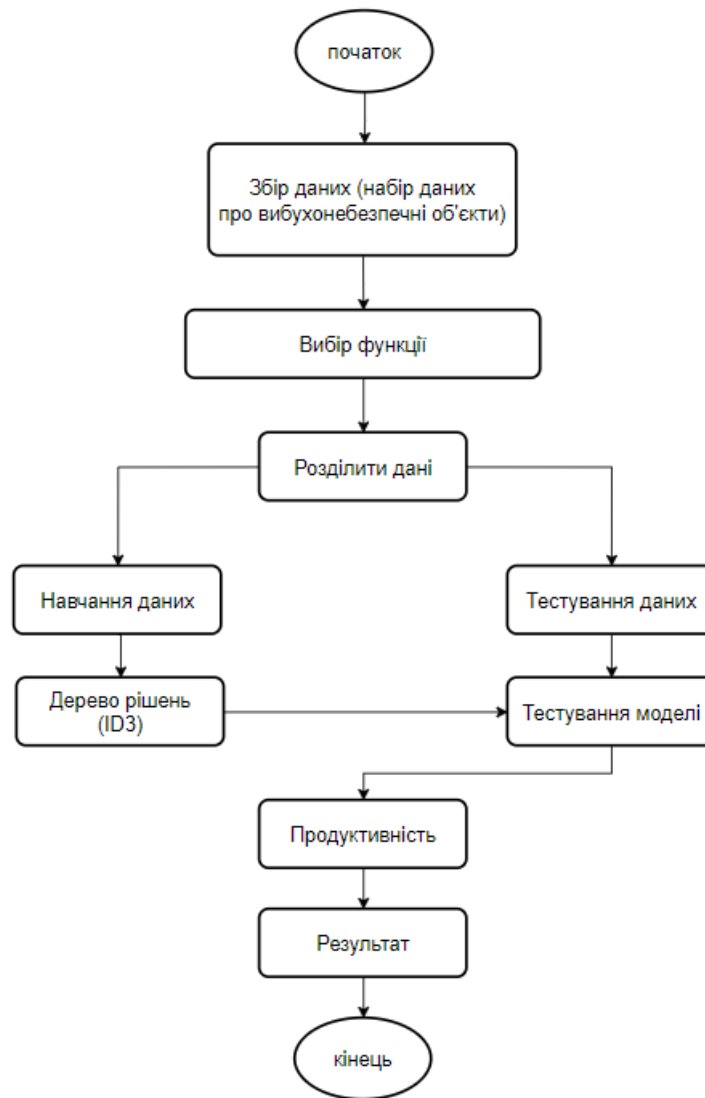 початок
Збір даних (набір даних
про вибухонебезпечні об'єкти)
Вибір функції
Розділити дані
Навчання даних
Тестування даних
Дерево рішень
(ID3)
Тестування моделі
Продуктивність
Результат
кінець